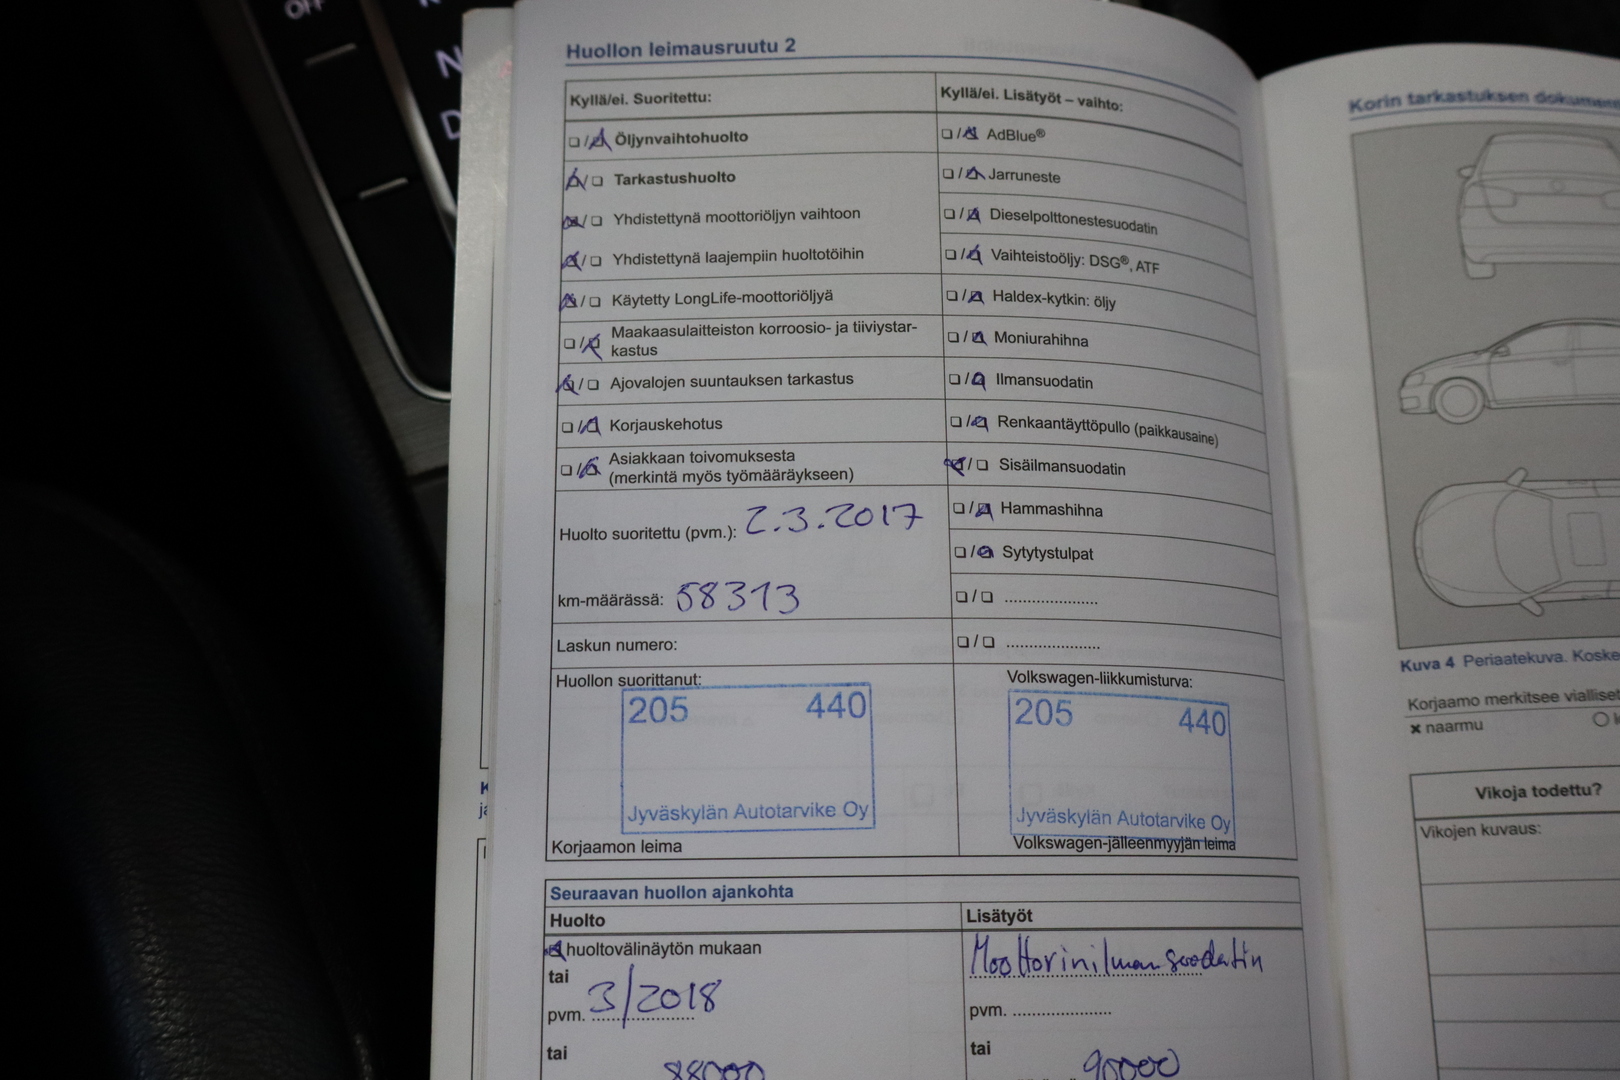 OFF
N
D
Huollon leimausruutu 2
Kyllä/ei. Suoritettu:
Öljynvaihtohuolto
Tarkastushuolto
Yhdistettynä moottoriöljyn vaihtoon
Yhdistettynä laajempiin huoltotöihin
Käytetty LongLife-moottoriöljyä
Maakaasulaitteiston korroosio- ja tiiviystar-
kastus
Ajovalojen suuntauksen tarkastus
Korjauskehotus
Asiakkaan toivomuksesta
(merkintä myös työmääräykseen)
Huolto suoritettu (pvm.): 2.3.2017
km-määrässä: 58313
Laskun numero:
Huollon suorittanut:
205 440
Jyväskylän Autotarvike Oy
Korjaamon leima
Kyllä/ei. Lisätyöt – vaihto:
AdBlue®
Jarruneste
Dieselpolttonestesuodatin
Vaihteistoöljy: DSG®, ATF
Haldex-kytkin: öljy
Moniurahihna
Ilmansuodatin
Renkaantäyttöpullo (paikkausaine)
Sisäilmansuodatin
Hammashihna
Sytytystulpat
Volkswagen-liikkumisturva:
205 440
Jyväskylän Autotarvike Oy
Volkswagen-jälleenmyyjän leima
Seuraavan huollon ajankohta
Huolto
huoltovälinäytön mukaan
tai
pvm. 3/2018
tai
88000
Lisätyöt
Moottorinilmansuodatin
pvm.
tai
90000
Korin tarkastuksen
Kuva 4 Periaatekuva.
Korjaamo merkitsee
x naarmu
Vikoja todettu?
Vikojen kuvaus: